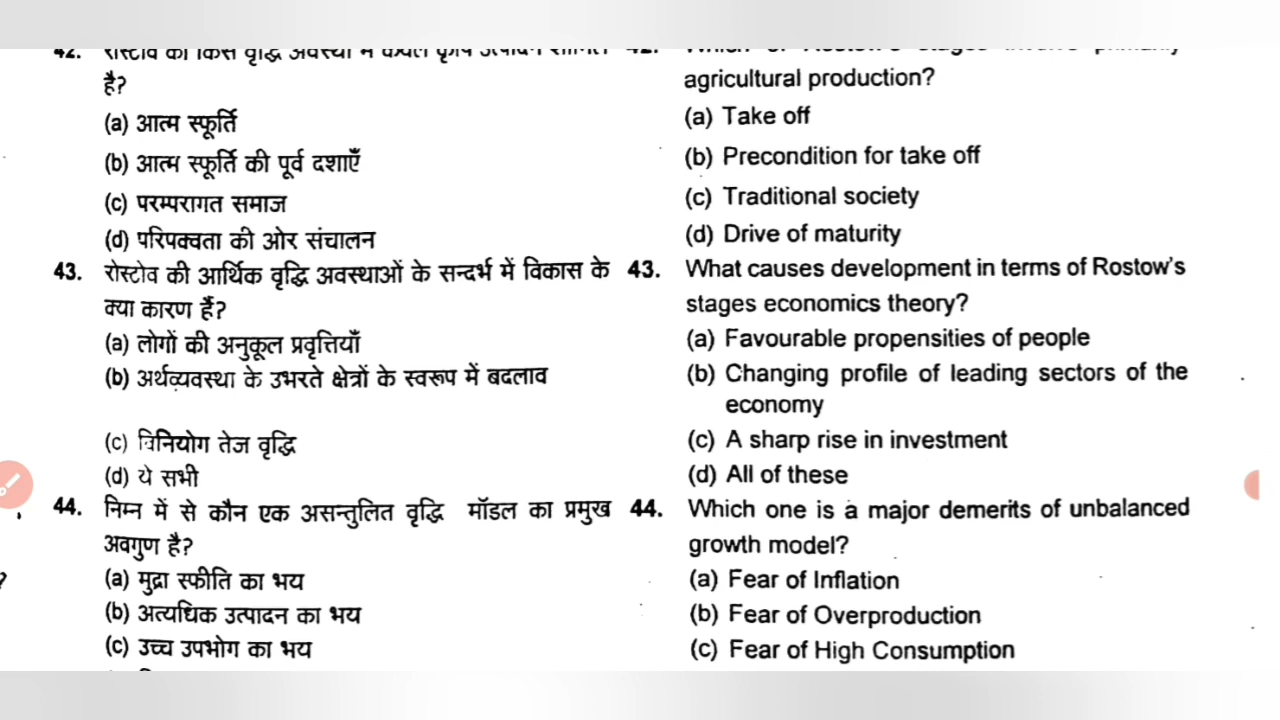 है?
(a) आत्म स्फूर्ति
(b) आत्म स्फूर्ति की पूर्व दशाएँ
(c) परम्परागत समाज
(d) परिपक्वता की ओर संचालन
43. रोस्टोव की आर्थिक वृद्धि अवस्थाओं के सन्दर्भ में विकास के
क्या कारण हैं?
(a) लोगों की अनुकूल प्रवृत्तियाँ
(b) अर्थव्यवस्था के उभरते क्षेत्रों के स्वरूप में बदलाव
(c) विनियोग तेज वृद्धि
(d) ये सभी
44. निम्न में से कौन एक असन्तुलित वृद्धि मॉडल का प्रमुख
अवगुण है?
(a) मुद्रा स्फीति का भय
(b) अत्यधिक उत्पादन का भय
(c) उच्च उपभोग का भय
agricultural production?
(a) Take off
(b) Precondition for take off
(c) Traditional society
(d) Drive of maturity
43. What causes development in terms of Rostow's
stages economics theory?
(a) Favourable propensities of people
(b) Changing profile of leading sectors of the
economy
(c) A sharp rise in investment
(d) All of these
44. Which one is a major demerits of unbalanced
growth model?
(a) Fear of Inflation
(b) Fear of Overproduction
(c) Fear of High Consumption